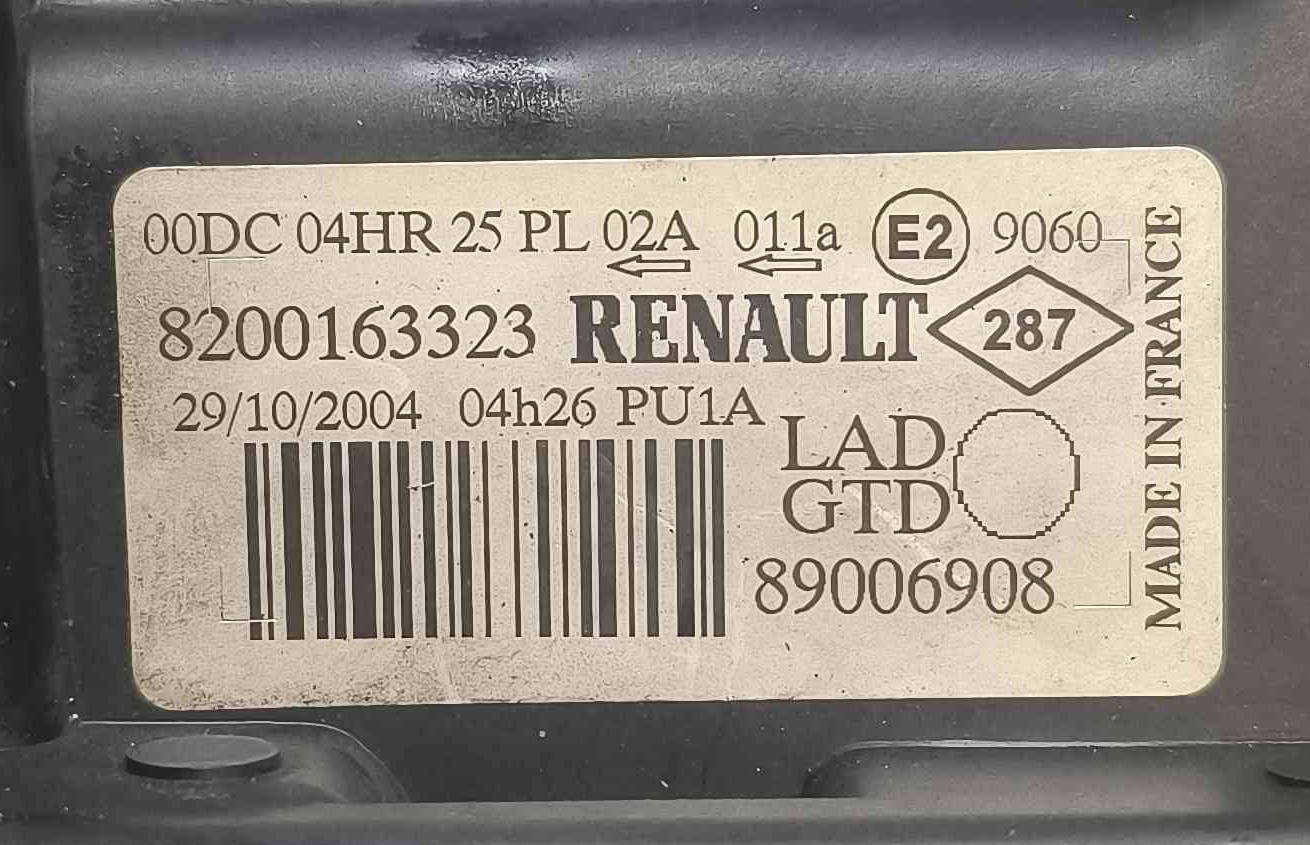 00DC 04HR 25 PL 02A 011a E2 9060
8200163323 RENAULT 287
29/10/2004 04h26 PU1A
LAD
GTD
89006908
MADE IN FRANCE